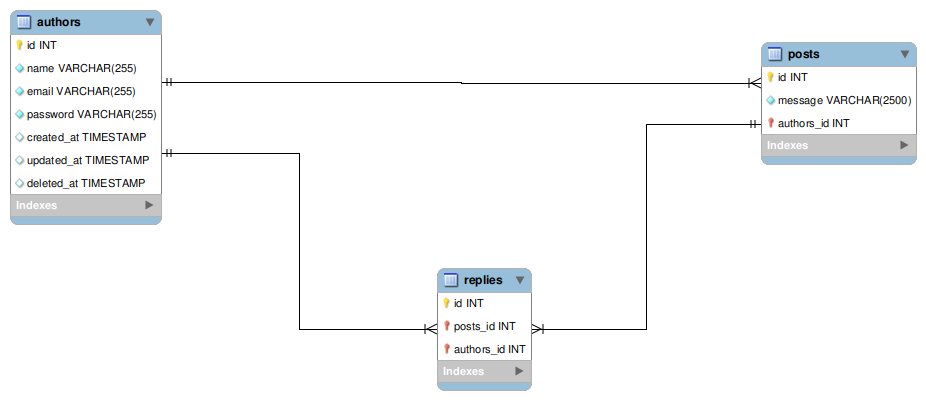 authors
id INT
name VARCHAR(255)
email VARCHAR(255)
password VARCHAR(255)
created_at TIMESTAMP
updated_at TIMESTAMP
deleted_at TIMESTAMP
Indexes
posts
id INT
message VARCHAR(2500)
authors_id INT
Indexes
replies
id INT
posts_id INT
authors_id INT
Indexes